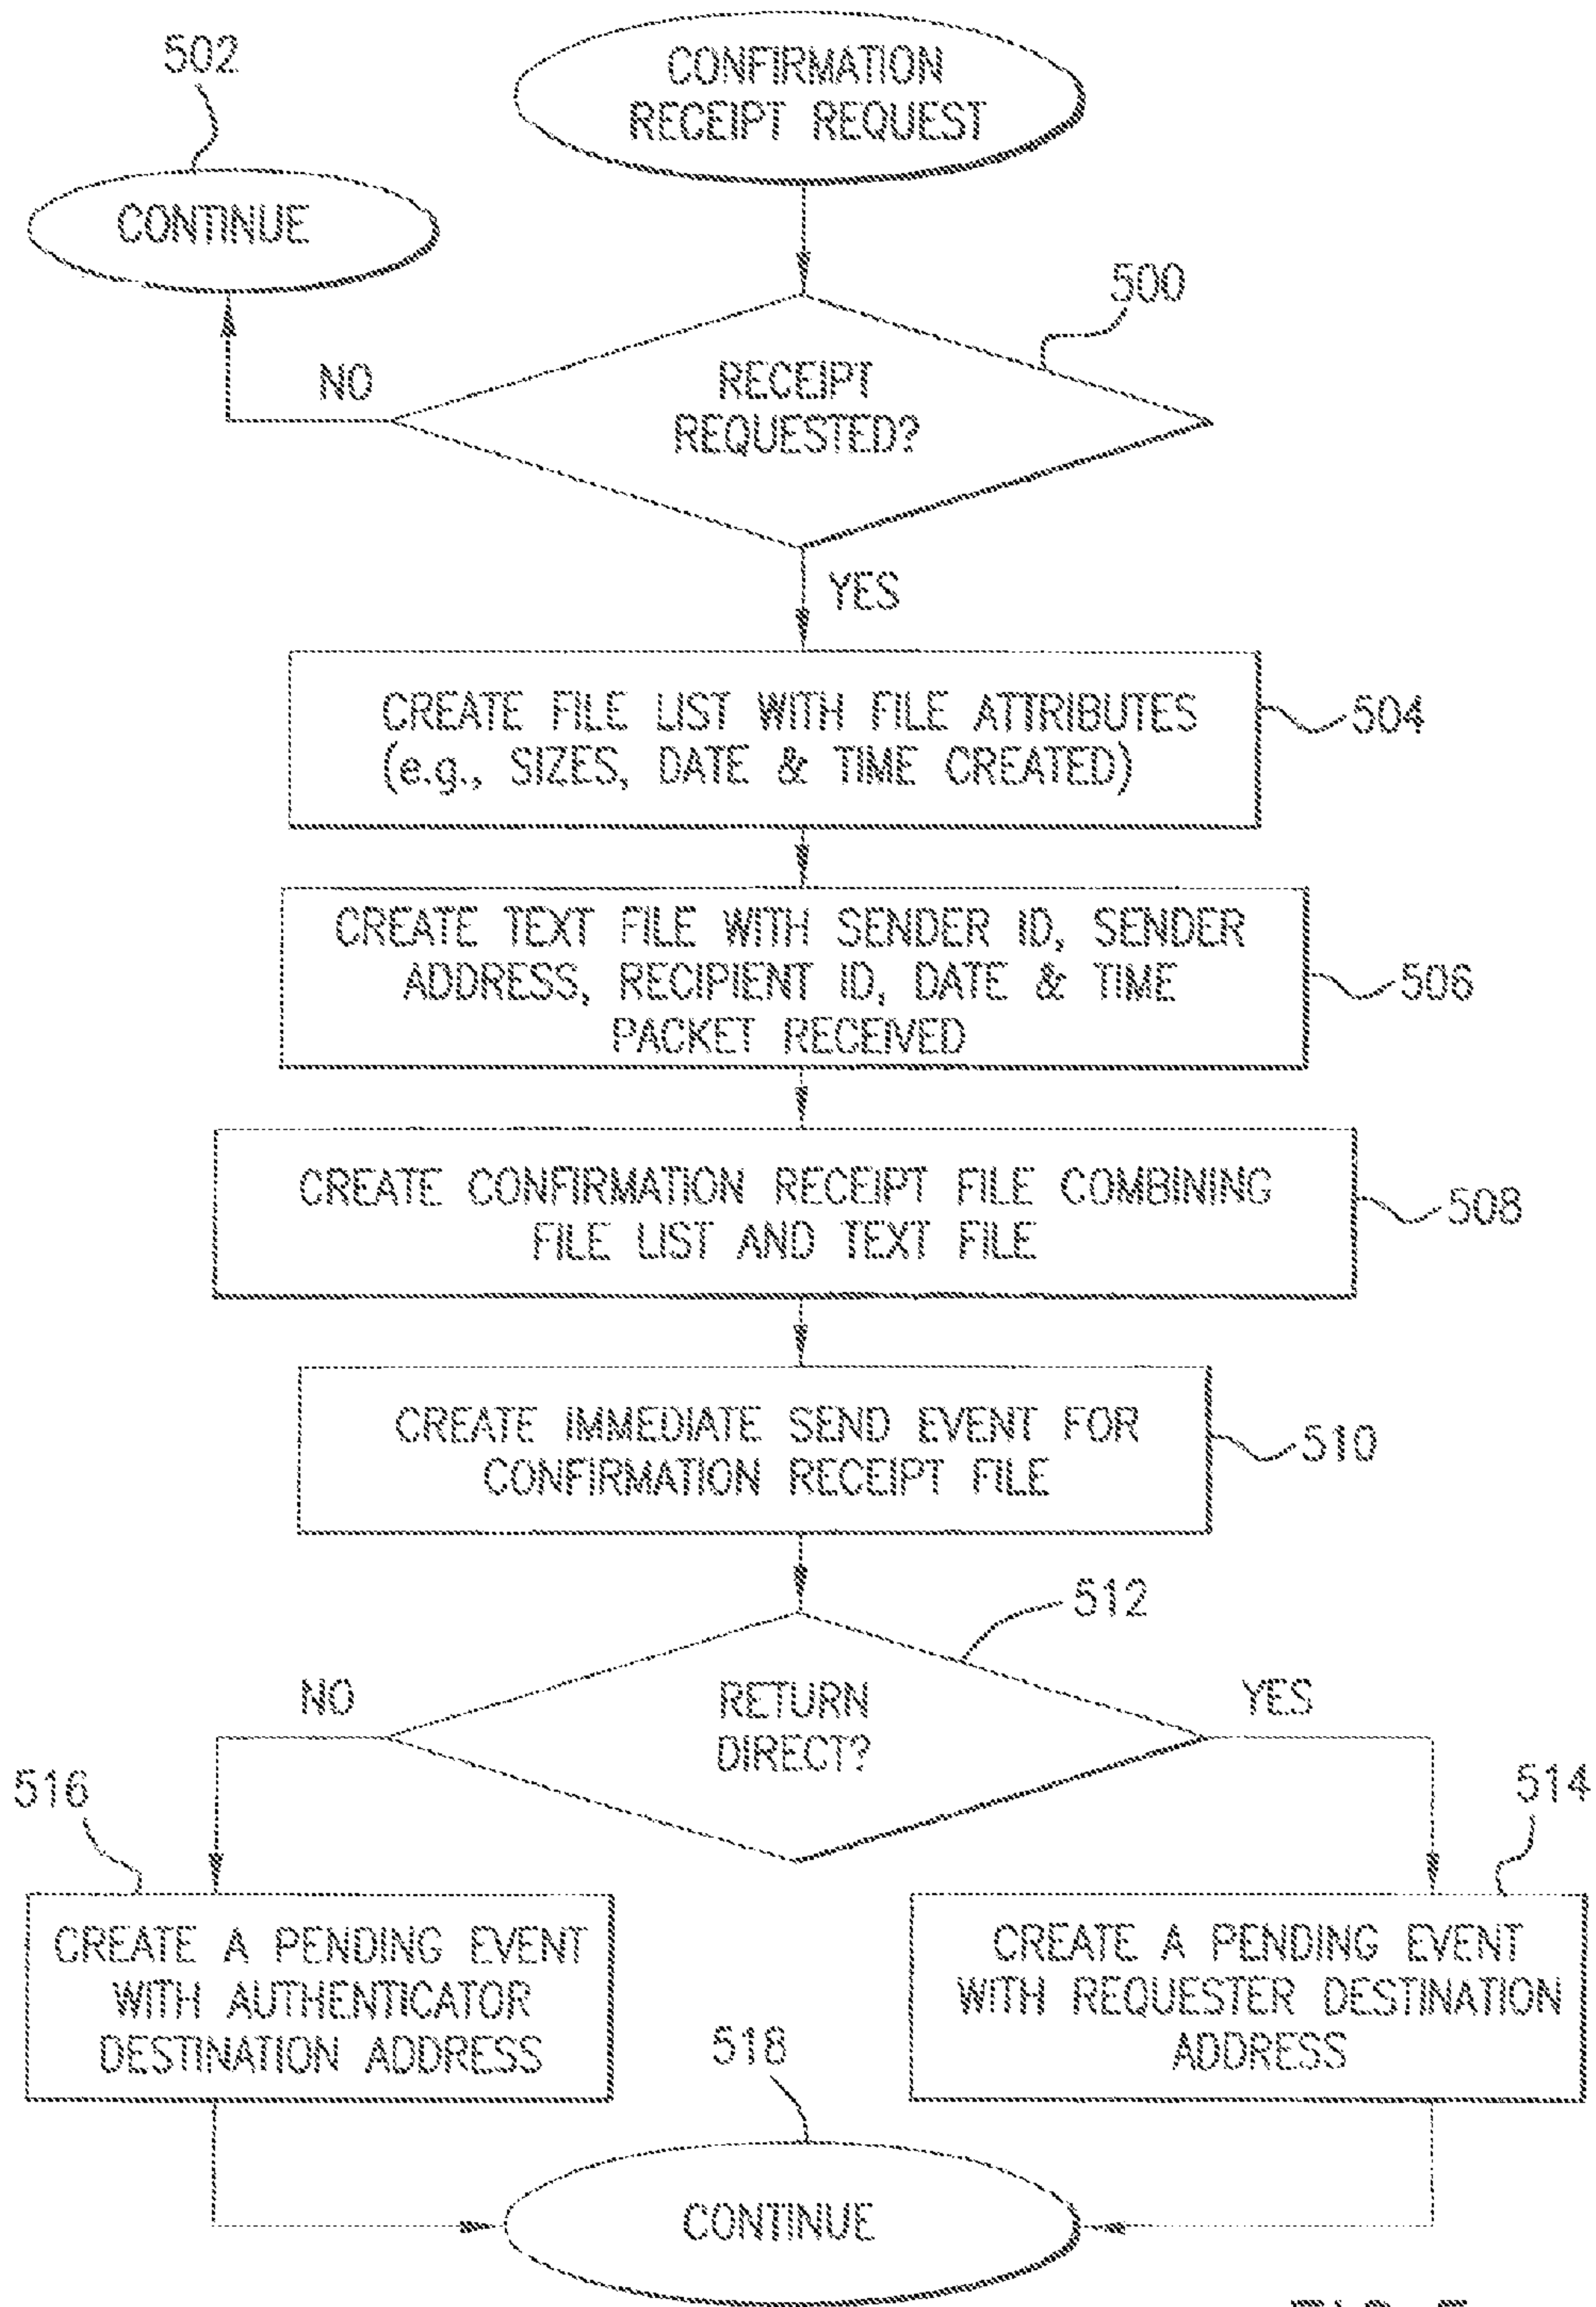 CONFIRMATION
RECEIPT REQUEST
502
CONTINUE
500
RECEIPT
REQUESTED?
NO
YES
CREATE FILE LIST WITH FILE ATTRIBUTES
(e.g., SIZES, DATE & TIME CREATED)
504
CREATE TEXT FILE WITH SENDER ID, SENDER
ADDRESS, RECIPIENT ID, DATE & TIME
PACKET RECEIVED
506
CREATE CONFIRMATION RECEIPT FILE COMBINING
FILE LIST AND TEXT FILE
508
CREATE IMMEDIATE SEND EVENT FOR
CONFIRMATION RECEIPT FILE
510
512
RETURN
DIRECT?
NO
YES
516
CREATE A PENDING EVENT
WITH AUTHENTICATOR
DESTINATION ADDRESS
514
CREATE A PENDING EVENT
WITH REQUESTER DESTINATION
ADDRESS
518
CONTINUE